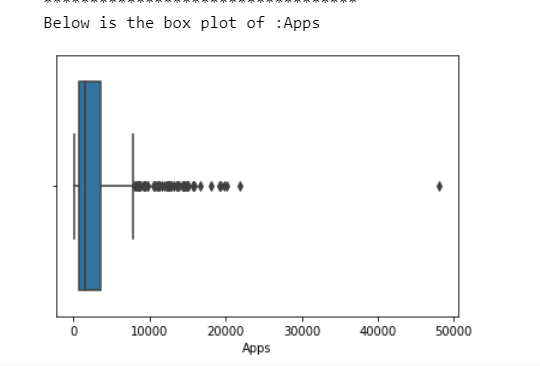 **********************************
Below is the box plot of :Apps
0 10000 20000 30000 40000 50000
Apps